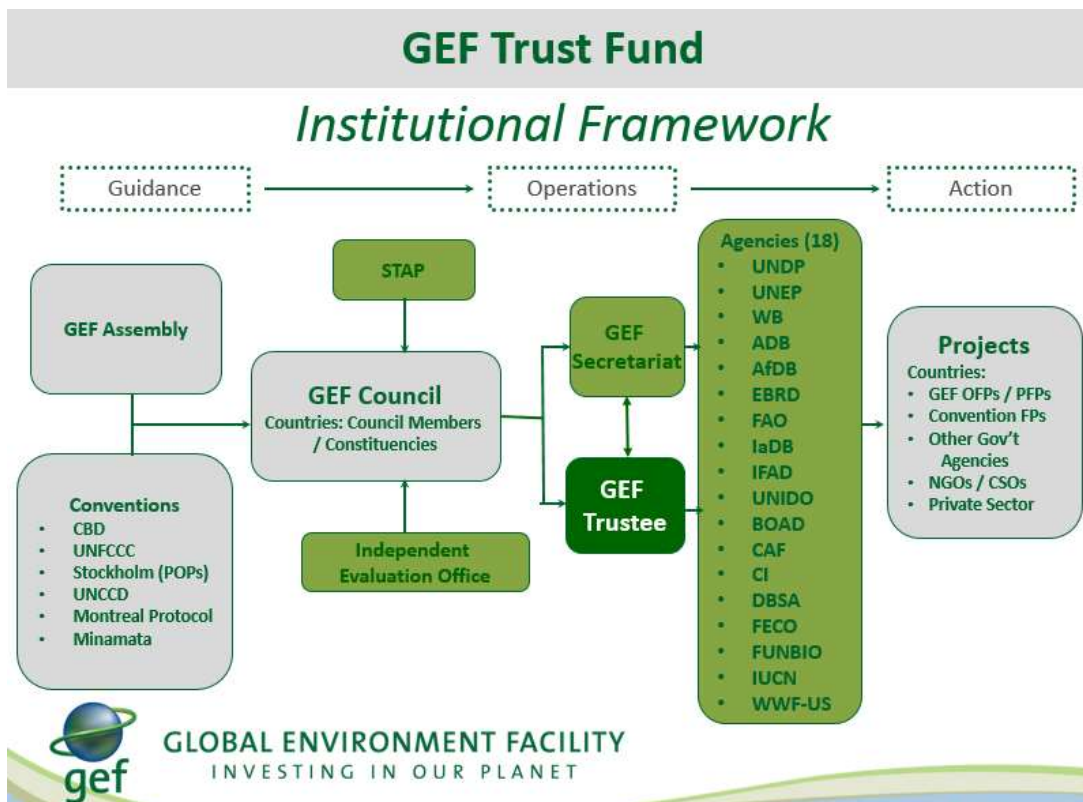 GEF Trust Fund
Institutional Framework
Guidance
Operations
Action
GEF Assembly
Conventions
• CBD
• UNFCCC
• Stockholm (POPs)
• UNCCD
• Montreal Protocol
• Minamata
STAP
GEF Council
Countries: Council Members
/ Constituencies
Independent
Evaluation Office
GEF
Secretariat
GEF
Trustee
Agencies (18)
• UNDP
• UNEP
• WB
• ADB
• AfDB
• EBRD
• FAO
• IaDB
• IFAD
• UNIDO
• BOAD
• CAF
• CI
• DBSA
• FECO
• FUNBIO
• IUCN
• WWF-US
Projects
Countries:
• GEF OFPs / PFPs
• Convention FPs
• Other Gov't
Agencies
• NGOs / CSOs
• Private Sector
gef
GLOBAL ENVIRONMENT FACILITY
INVESTING IN OUR PLANET